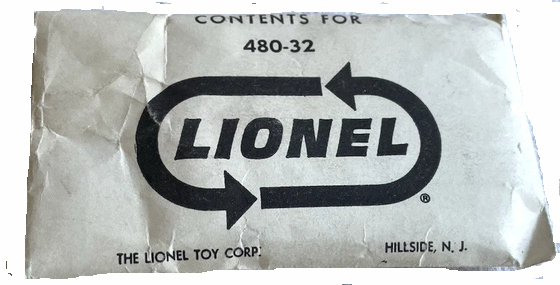 CONTENTS FOR
480-32
LIONEL
®
THE LIONEL TOY CORP. HILLSIDE, N. J.